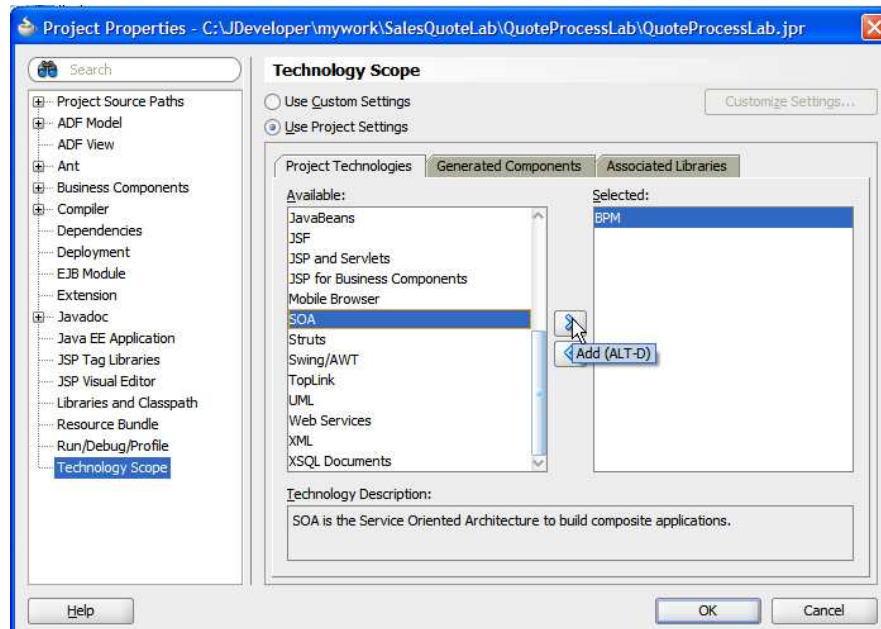 Project Properties - C:\JDeveloper\mywork\SalesQuoteLab\QuoteProcessLab\QuoteProcessLab.jpr
Search
Project Source Paths
ADF Model
ADF View
Ant
Business Components
Compiler
Dependencies
Deployment
EJB Module
Extension
Javadoc
Java EE Application
JSP Tag Libraries
JSP Visual Editor
Libraries and Classpath
Resource Bundle
Run/Debug/Profile
Technology Scope
Technology Scope
Use Custom Settings
Customize Settings...
Use Project Settings
Project Technologies
Generated Components
Associated Libraries
Available:
JavaBeans
JSF
JSP and Servlets
JSP for Business Components
Mobile Browser
SOA
Struts
Swing/AWT
TopLink
UML
Web Services
XML
XSQL Documents
Add (ALT-D)
Selected:
BPM
Technology Description:
SOA is the Service Oriented Architecture to build composite applications.
Help
OK
Cancel